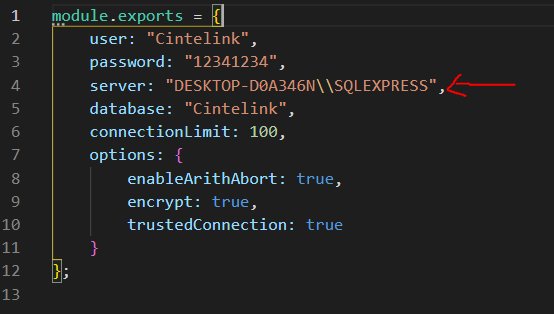 1 module.exports = {
2 user: "Cintelink",
3 password: "12341234",
4 server: "DESKTOP-D0A346N\\SQLEXPRESS",
5 database: "Cintelink",
6 connectionLimit: 100,
7 options: {
8 enableArithAbort: true,
9 encrypt: true,
10 trustedConnection: true
11 }
12 };
13